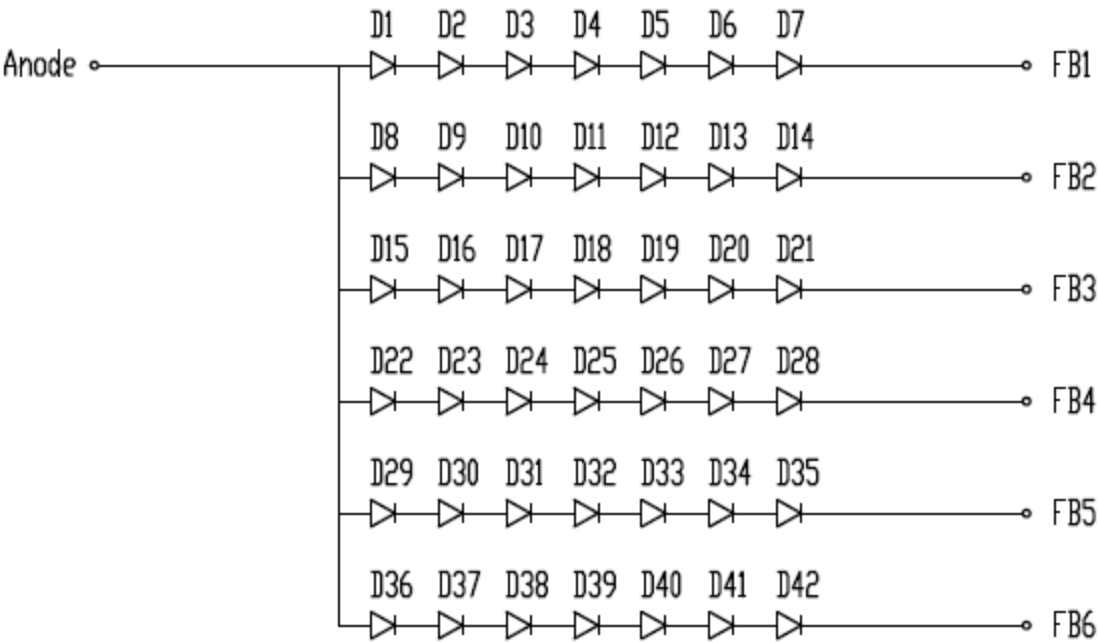 D1 D2 D3 D4 D5 D6 D7
Anode FB1
D8 D9 D10 D11 D12 D13 D14
FB2
D15 D16 D17 D18 D19 D20 D21
FB3
D22 D23 D24 D25 D26 D27 D28
FB4
D29 D30 D31 D32 D33 D34 D35
FB5
D36 D37 D38 D39 D40 D41 D42
FB6